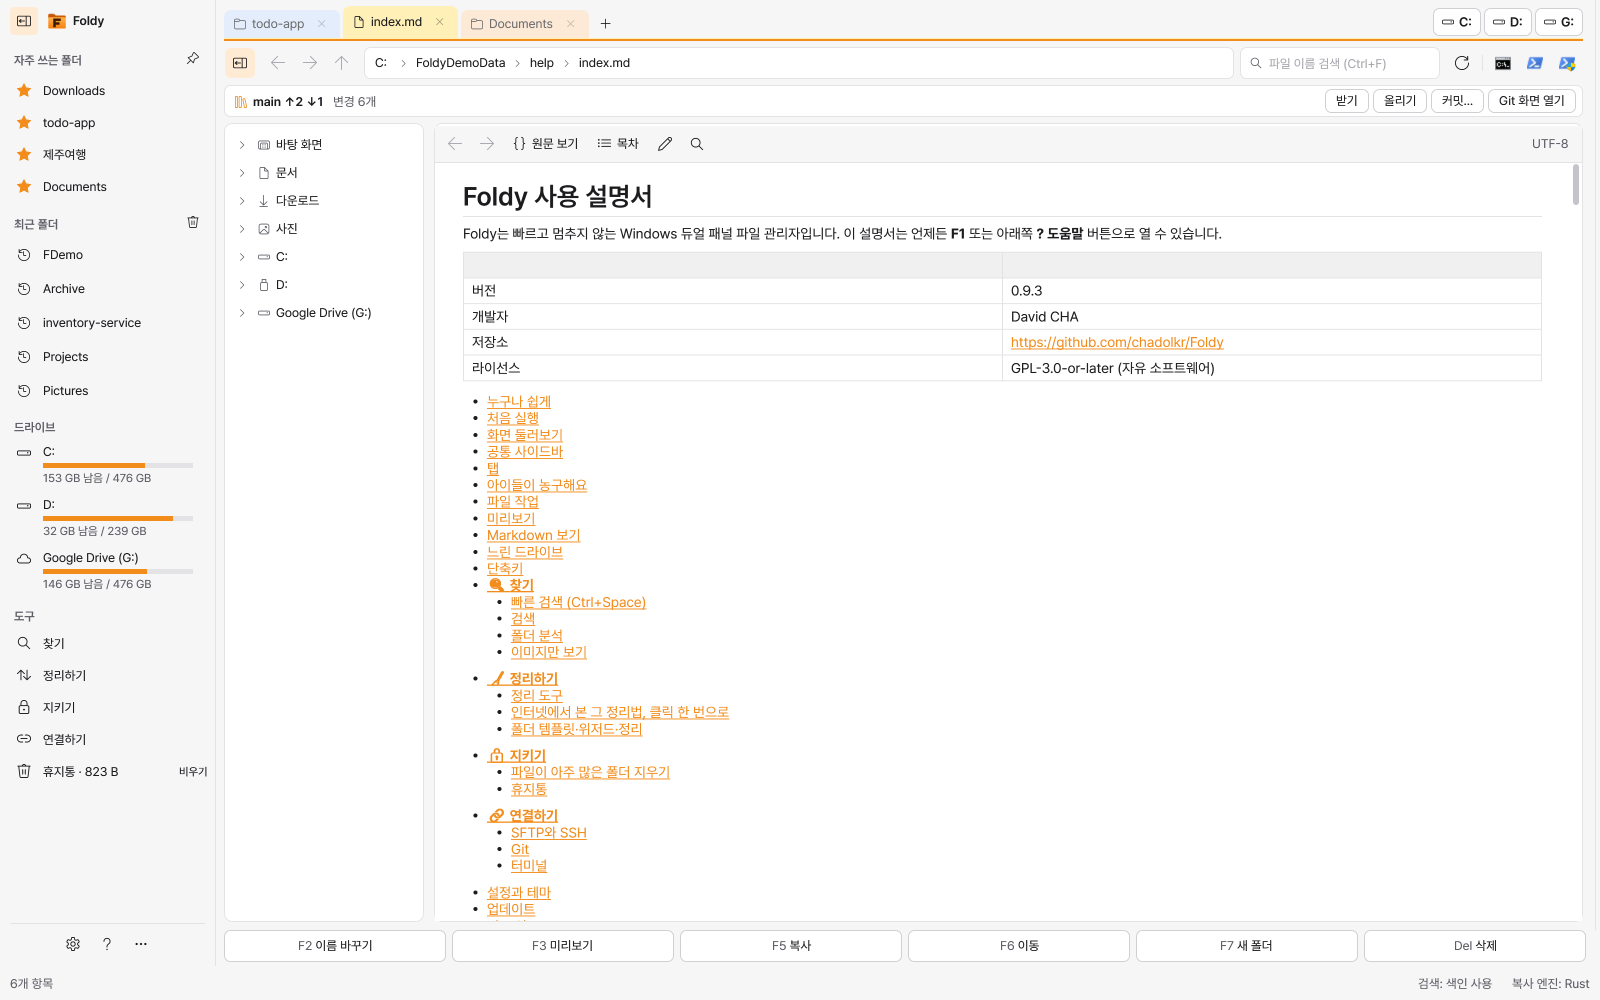 Foldy
자주 쓰는 폴더
Downloads
todo-app
제주여행
Documents
최근 폴더
FDemo
Archive
inventory-service
Projects
Pictures
드라이브
C:
153 GB 남음 / 476 GB
D:
32 GB 남음 / 239 GB
Google Drive (G:)
146 GB 남음 / 476 GB
도구
찾기
정리하기
지키기
연결하기
휴지통 · 823 B 비우기
todo-app
index.md
Documents
C:
D:
G:
C: > FoldyDemoData > help > index.md
파일 이름 검색 (Ctrl+F)
main ↑2 ↓1 변경 6개
받기
올리기
커밋...
Git 화면 열기
바탕 화면
문서
다운로드
사진
C:
D:
Google Drive (G:)
{} 원문 보기
목차
UTF-8
Foldy 사용 설명서
Foldy는 빠르고 멈추지 않는 Windows 듀얼 패널 파일 관리자입니다. 이 설명서는 언제든 F1 또는 아래쪽 ? 도움말 버튼으로 열 수 있습니다.
버전 0.9.3
개발자 David CHA
저장소 https://github.com/chadolkr/Foldy
라이선스 GPL-3.0-or-later (자유 소프트웨어)
누구나 쉽게
처음 실행
화면 둘러보기
공통 사이드바
탭
아이들이 농구해요
파일 작업
미리보기
Markdown 보기
느린 드라이브
단축키
찾기
빠른 검색 (Ctrl+Space)
검색
폴더 분석
이미지만 보기
정리하기
정리 도구
인터넷에서 본 그 정리법, 클릭 한 번으로
폴더 템플릿·위저드·정리
지키기
파일이 아주 많은 폴더 지우기
휴지통
연결하기
SFTP와 SSH
Git
터미널
설정과 테마
업데이트
F2 이름 바꾸기
F3 미리보기
F5 복사
F6 이동
F7 새 폴더
Del 삭제
6개 항목
검색: 색인 사용
복사 엔진: Rust